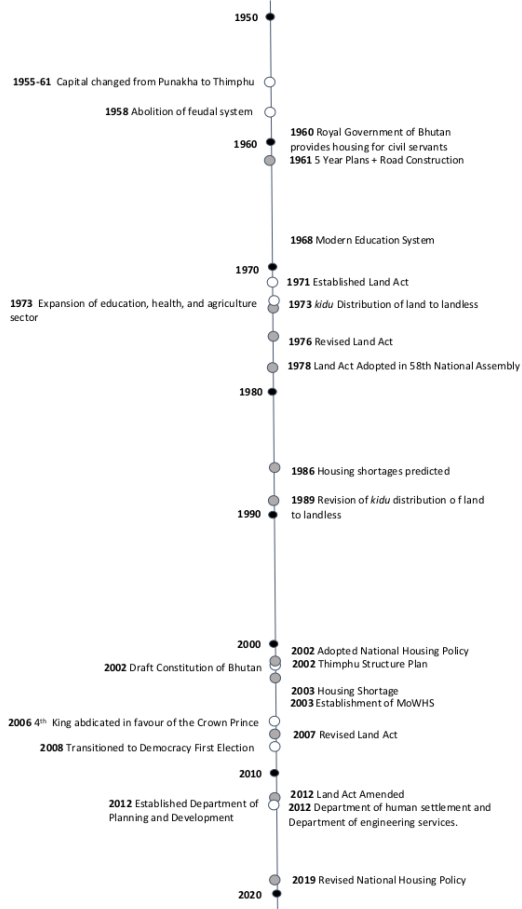 1950
1955-61 Capital changed from Punakha to Thimphu
1958 Abolition of feudal system
1960
1960 Royal Government of Bhutan
provides housing for civil servants
1961 5 Year Plans + Road Construction
1968 Modern Education System
1970
1971 Established Land Act
1973 Expansion of education, health, and agriculture
sector
1973 kidu Distribution of land to landless
1976 Revised Land Act
1978 Land Act Adopted in 58th National Assembly
1980
1986 Housing shortages predicted
1989 Revision of kidu distribution of land
to landless
1990
2000
2002 Adopted National Housing Policy
2002 Thimphu Structure Plan
2002 Draft Constitution of Bhutan
2003 Housing Shortage
2003 Establishment of MoWHS
2006 4th King abdicated in favour of the Crown Prince
2007 Revised Land Act
2008 Transitioned to Democracy First Election
2010
2012 Land Act Amended
2012 Department of human settlement and
Department of engineering services.
2012 Established Department of
Planning and Development
2019 Revised National Housing Policy
2020